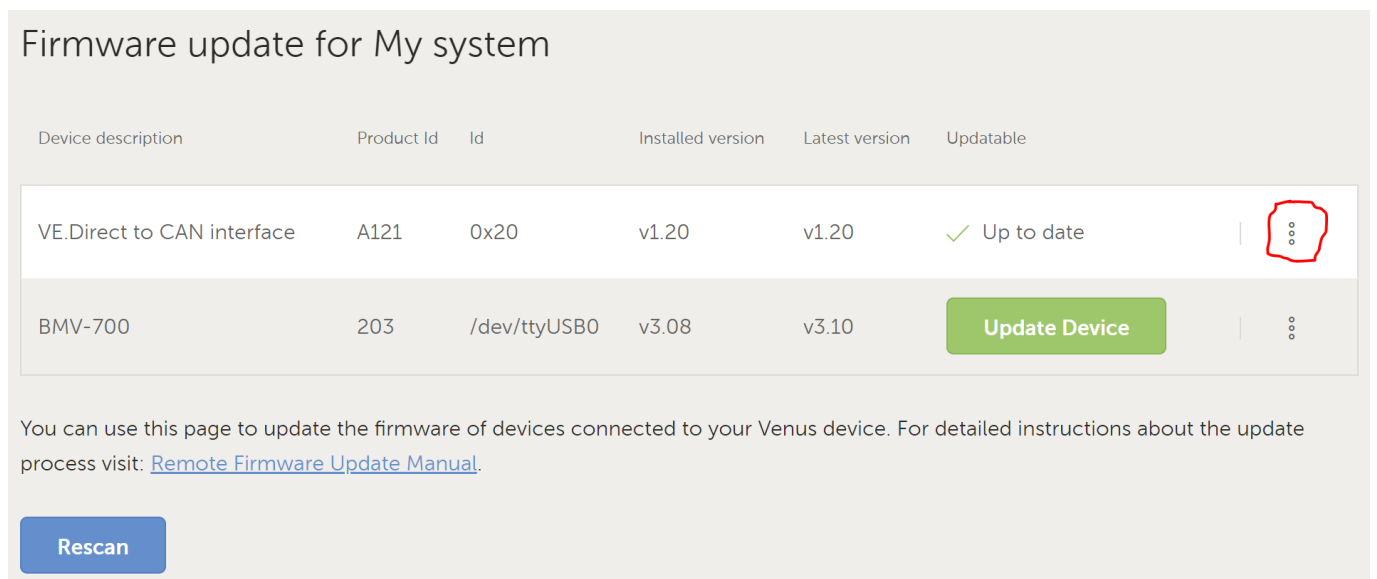 Firmware update for My system
Device description Product Id Id Installed version Latest version Updatable
VE.Direct to CAN interface A121 0x20 v1.20 v1.20 Up to date
BMV-700 203 /dev/ttyUSB0 v3.08 v3.10 Update Device
You can use this page to update the firmware of devices connected to your Venus device. For detailed instructions about the update
process visit: Remote Firmware Update Manual.
Rescan